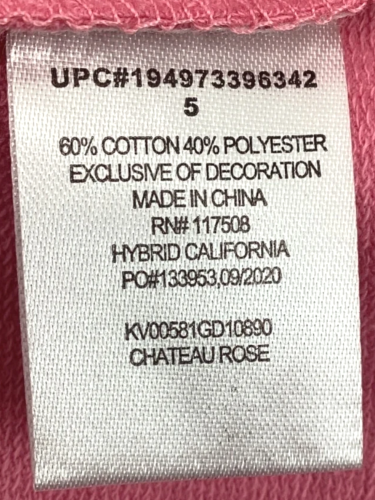 UPC#194973396342
5
60% COTTON 40% POLYESTER
EXCLUSIVE OF DECORATION
MADE IN CHINA
RN# 117508
HYBRID CALIFORNIA
PO#133953,09/2020
KV00581GD10890
CHATEAU ROSE